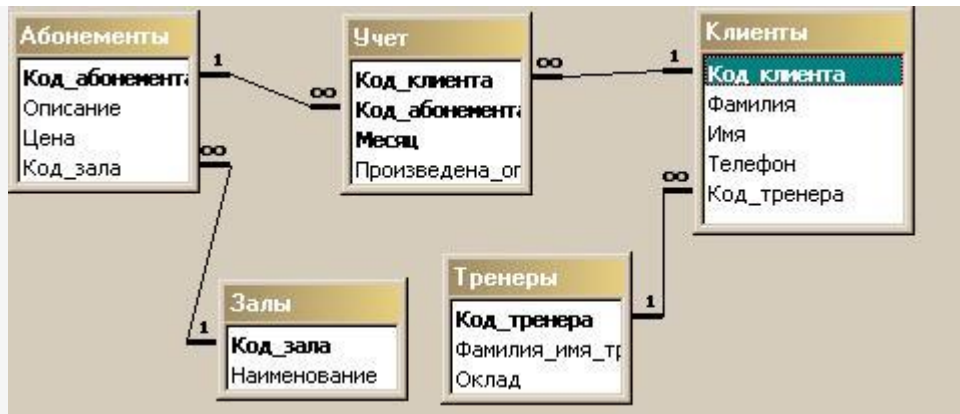 Абонементы
Код_абонемента
Описание
Цена
Код_зала
Учет
Код_клиента
Код_абонемента
Месяц
Произведена_оп
Клиенты
Код_клиента
Фамилия
Имя
Телефон
Код_тренера
1
∞
∞
1
∞
1
∞
1
Залы
Код_зала
Наименование
Тренеры
Код_тренера
Фамилия_имя_тр
Оклад